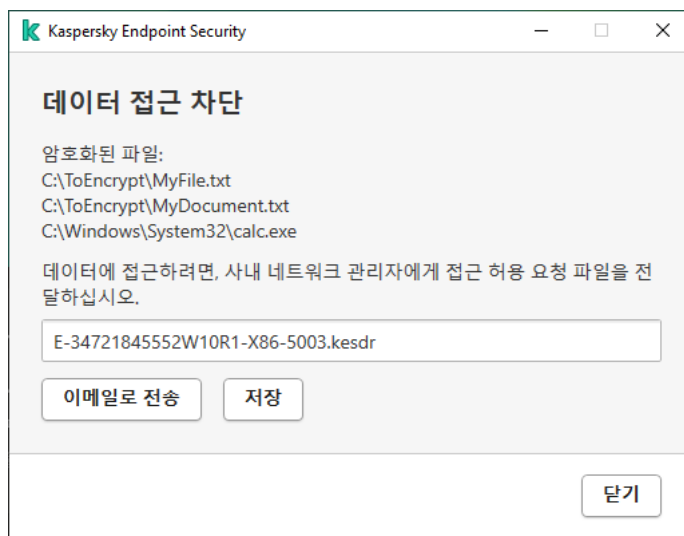 Kaspersky Endpoint Security
데이터 접근 차단
암호화된 파일:
C:\ToEncrypt\MyFile.txt
C:\ToEncrypt\MyDocument.txt
C:\Windows\System32\calc.exe
데이터에 접근하려면, 사내 네트워크 관리자에게 접근 허용 요청 파일을 전
달하십시오.
E-34721845552W10R1-X86-5003.kesdr
이메일로 전송 저장
닫기